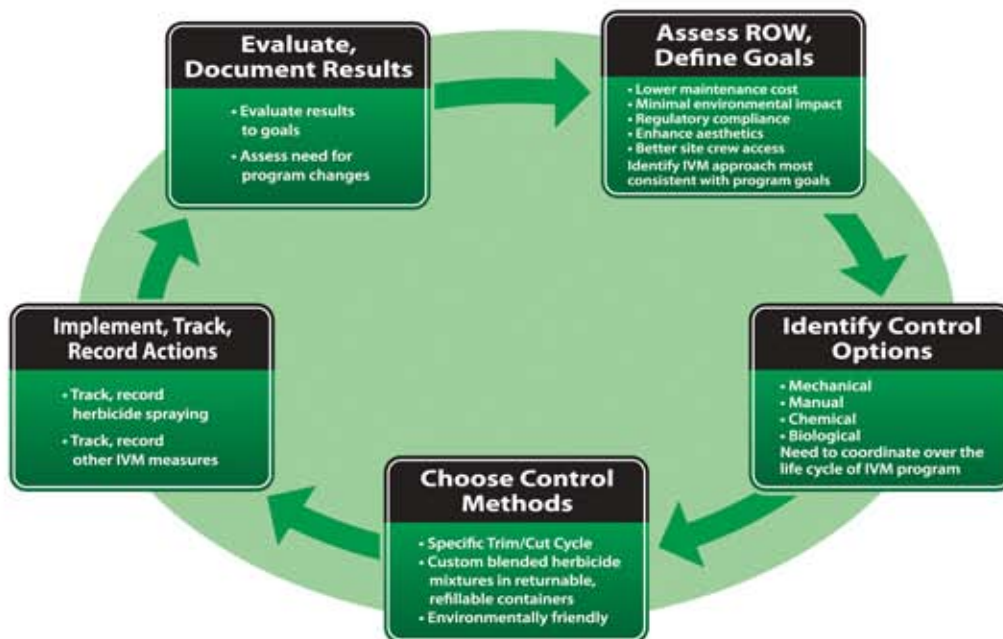 Evaluate,
Document Results
• Evaluate results
to goals
• Assess need for
program changes
Assess ROW,
Define Goals
• Lower maintenance cost
• Minimal environmental impact
• Regulatory compliance
• Enhance aesthetics
• Better site crew access
Identify IVM approach most
consistent with program goals
Identify Control
Options
• Mechanical
• Manual
• Chemical
• Biological
Need to coordinate over the
life cycle of IVM program
Choose Control
Methods
• Specific Trim/Cut Cycle
• Custom blended herbicide
mixtures in returnable,
refillable containers
• Environmentally friendly
Implement, Track,
Record Actions
• Track, record
herbicide spraying
• Track, record
other IVM measures